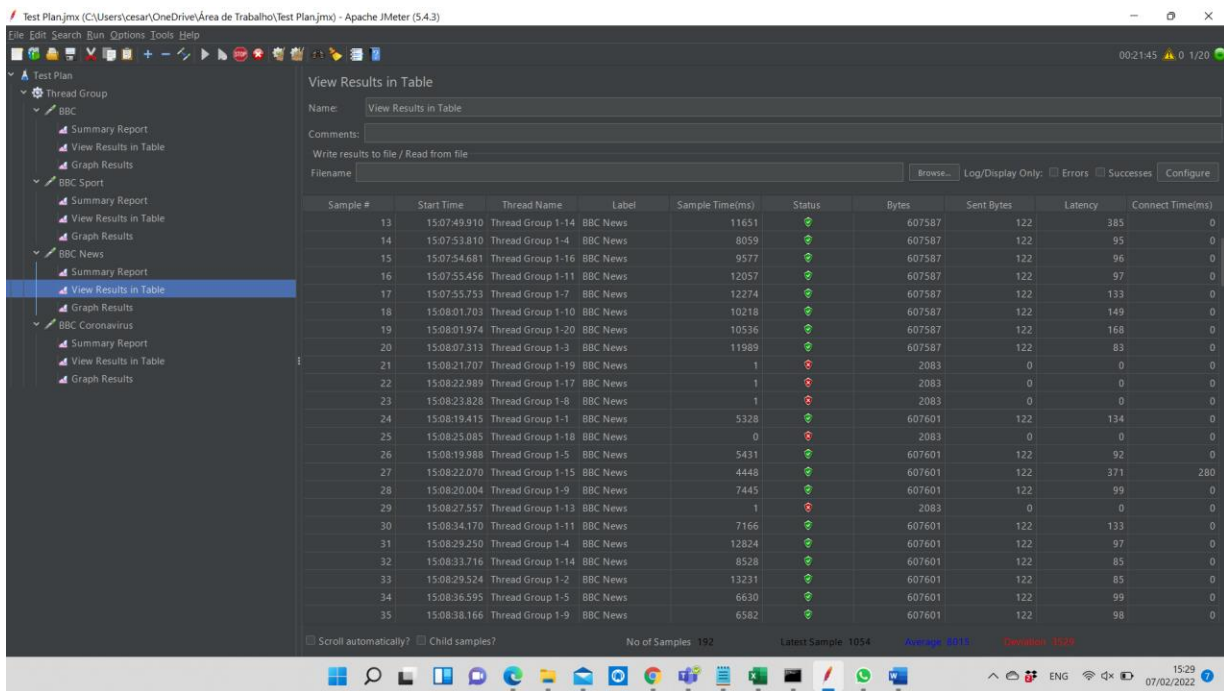 Test Plan.jmx (C:\Users\cesar\OneDrive\Área de Trabalho\Test Plan.jmx) - Apache JMeter (5.4.3)
File Edit Search Run Options Tools Help
00:21:45 0 1/20
Test Plan
Thread Group
BBC
Summary Report
View Results in Table
Graph Results
BBC Sport
Summary Report
View Results in Table
Graph Results
BBC News
Summary Report
View Results in Table
Graph Results
BBC Coronavirus
Summary Report
View Results in Table
Graph Results
View Results in Table
Name: View Results in Table
Comments:
Write results to file / Read from file
Filename Browse... Log/Display Only: Errors Successes Configure
Sample # Start Time Thread Name Label Sample Time(ms) Status Bytes Sent Bytes Latency Connect Time(ms)
13 15:07:49.910 Thread Group 1-14 BBC News 11651 607587 122 385 0
14 15:07:53.810 Thread Group 1-4 BBC News 8059 607587 122 95 0
15 15:07:54.681 Thread Group 1-16 BBC News 9577 607587 122 96 0
16 15:07:55.456 Thread Group 1-11 BBC News 12057 607587 122 97 0
17 15:07:55.753 Thread Group 1-7 BBC News 12274 607587 122 133 0
18 15:08:01.703 Thread Group 1-10 BBC News 10218 607587 122 149 0
19 15:08:01.974 Thread Group 1-20 BBC News 10536 607587 122 168 0
20 15:08:07.313 Thread Group 1-3 BBC News 11989 607587 122 83 0
21 15:08:21.707 Thread Group 1-19 BBC News 1 2083 0 0 0
22 15:08:22.989 Thread Group 1-17 BBC News 1 2083 0 0 0
23 15:08:23.828 Thread Group 1-8 BBC News 1 2083 0 0 0
24 15:08:19.415 Thread Group 1-1 BBC News 5328 607601 122 134 0
25 15:08:25.085 Thread Group 1-18 BBC News 0 2083 0 0 0
26 15:08:19.988 Thread Group 1-5 BBC News 5431 607601 122 92 0
27 15:08:22.070 Thread Group 1-15 BBC News 4448 607601 122 371 280
28 15:08:20.004 Thread Group 1-9 BBC News 7445 607601 122 99 0
29 15:08:27.557 Thread Group 1-13 BBC News 1 2083 0 0 0
30 15:08:34.170 Thread Group 1-11 BBC News 7166 607601 122 133 0
31 15:08:29.250 Thread Group 1-4 BBC News 12824 607601 122 97 0
32 15:08:33.716 Thread Group 1-14 BBC News 8528 607601 122 85 0
33 15:08:29.524 Thread Group 1-2 BBC News 13231 607601 122 85 0
34 15:08:36.595 Thread Group 1-5 BBC News 6630 607601 122 99 0
35 15:08:38.166 Thread Group 1-9 BBC News 6582 607601 122 98 0
Scroll automatically? Child samples? No of Samples 192 Latest Sample 1054 Average Deviation
ENG 15:29
07/02/2022